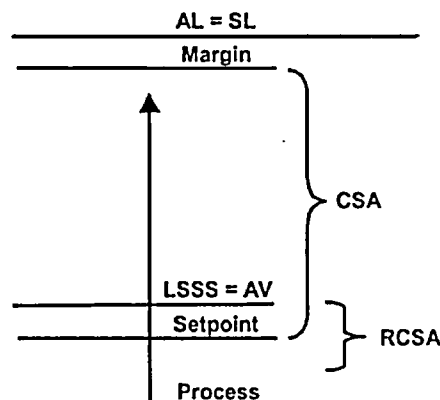 AL = SL
Margin
CSA
LSSS = AV
Setpoint
RCSA
Process